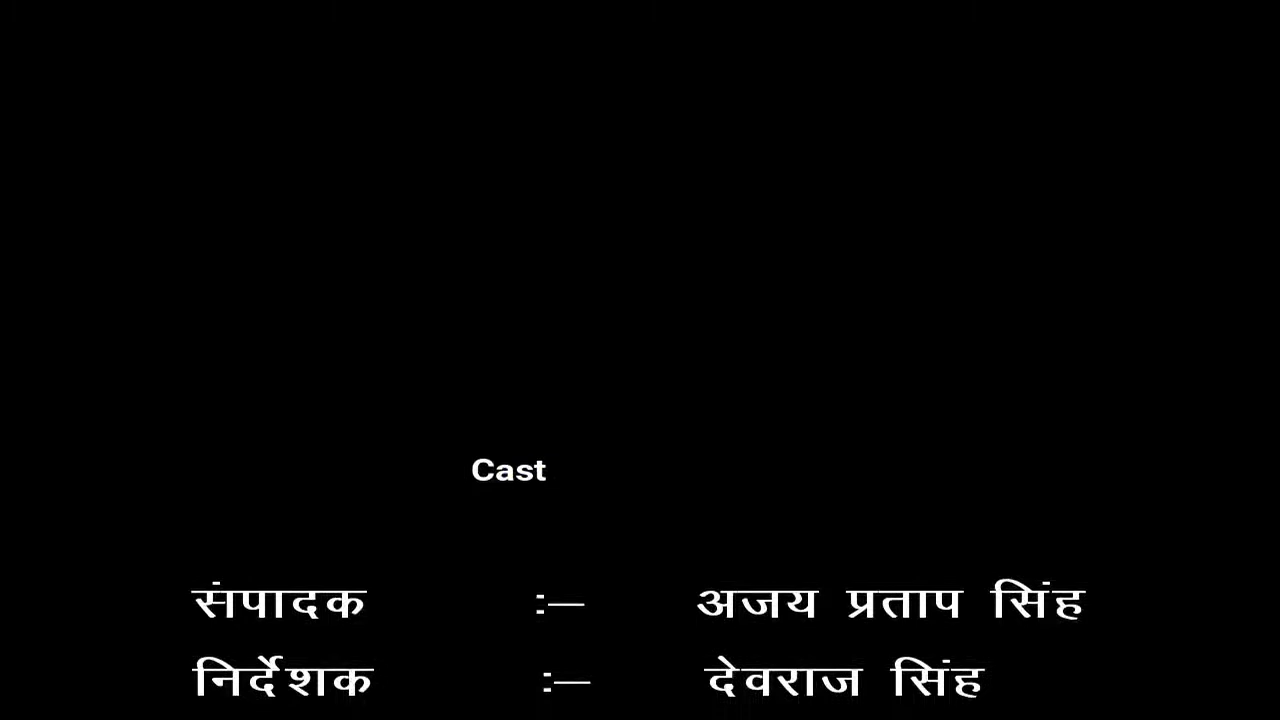 Cast
संपादक :— अजय प्रताप सिंह
निर्देशक :— देवराज सिंह